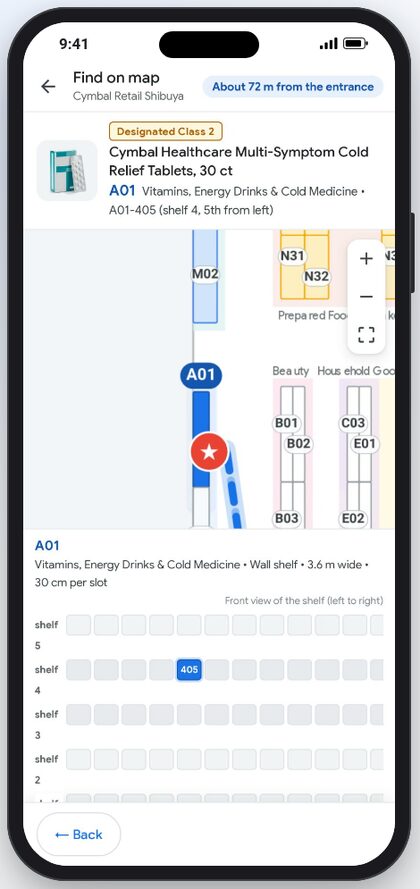 9:41
Find on map
Cymbal Retail Shibuya
About 72 m from the entrance
Designated Class 2
Cymbal Healthcare Multi-Symptom Cold
Relief Tablets, 30 ct
A01 Vitamins, Energy Drinks & Cold Medicine •
A01-405 (shelf 4, 5th from left)
M02
N31
N32
Prepared Foo
A01
Beauty
Household Goo
B01
C03
B02
E01
B03
E02
A01
Vitamins, Energy Drinks & Cold Medicine • Wall shelf • 3.6 m wide •
30 cm per slot
Front view of the shelf (left to right)
shelf
5
shelf
4
405
shelf
3
shelf
2
← Back